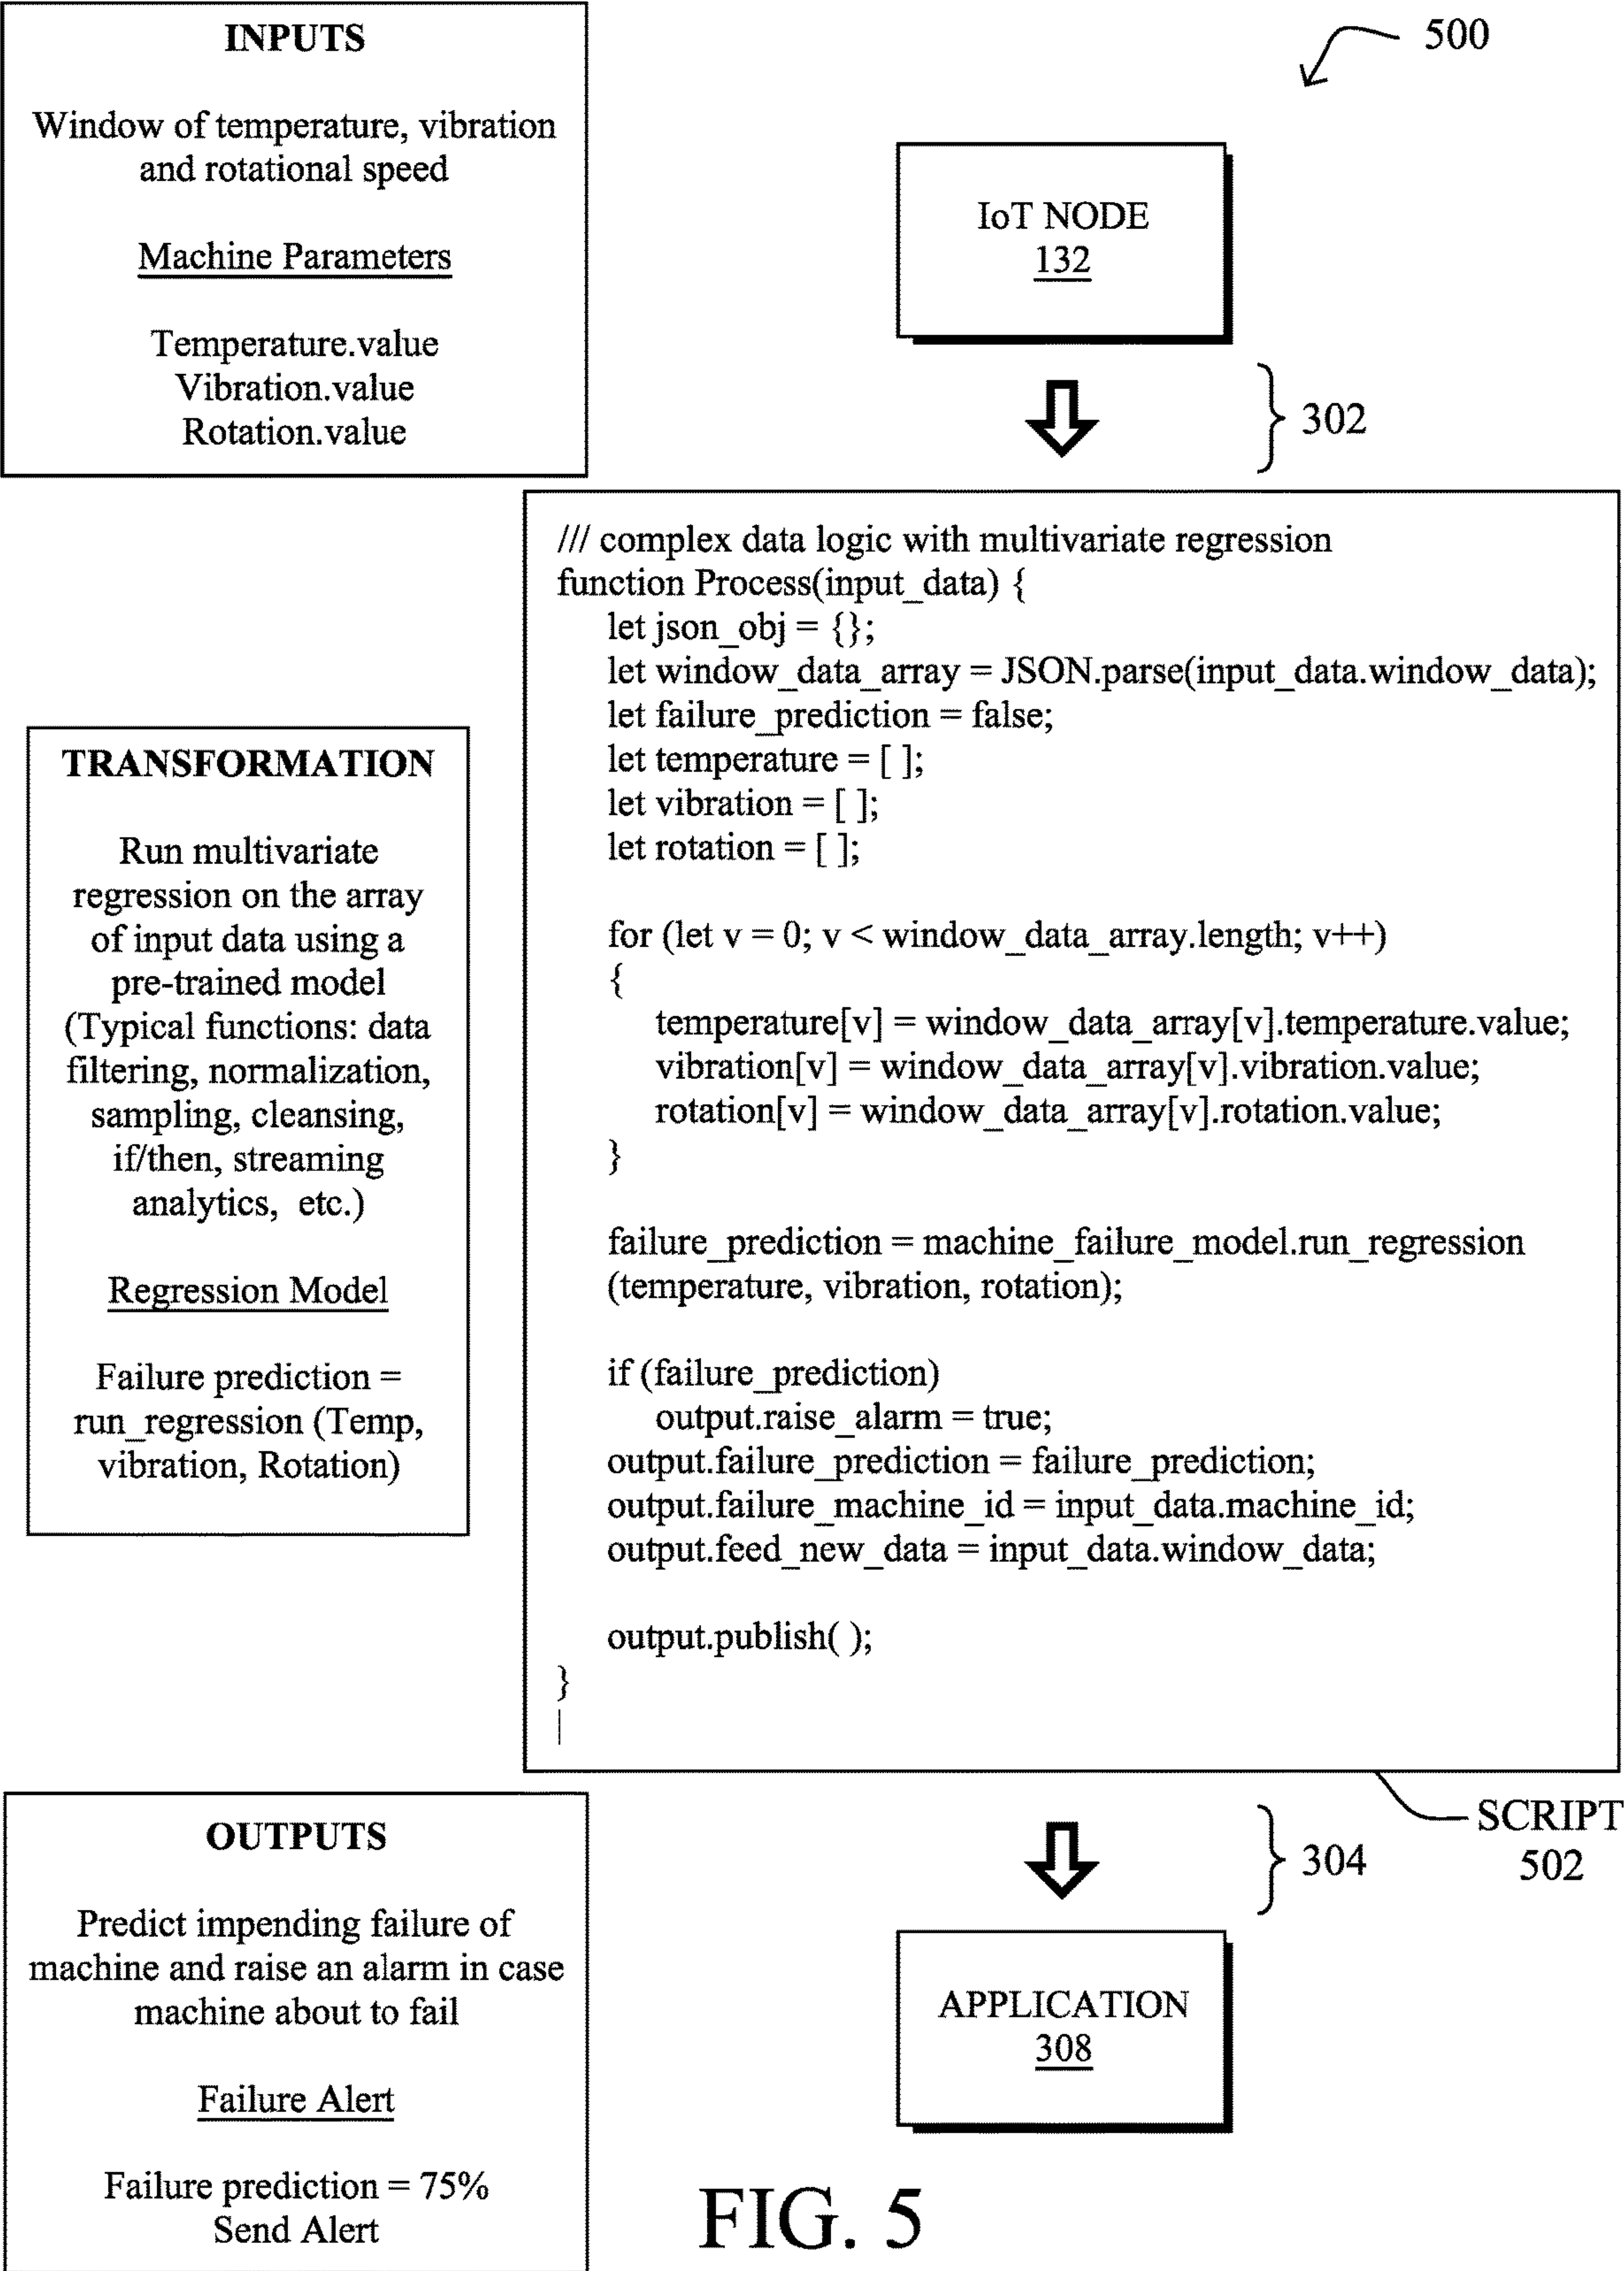 INPUTS
Window of temperature, vibration
and rotational speed
Machine Parameters
Temperature.value
Vibration.value
Rotation.value
500
IoT NODE
132
302
/// complex data logic with multivariate regression
function Process(input_data) {
let json_obj = {};
let window_data_array = JSON.parse(input_data.window_data);
let failure_prediction = false;
let temperature = [ ];
let vibration = [ ];
let rotation = [ ];
for (let v = 0; v < window_data_array.length; v++)
{
temperature[v] = window_data_array[v].temperature.value;
vibration[v] = window_data_array[v].vibration.value;
rotation[v] = window_data_array[v].rotation.value;
}
failure_prediction = machine_failure_model.run_regression
(temperature, vibration, rotation);
if (failure_prediction)
output.raise_alarm = true;
output.failure_prediction = failure_prediction;
output.failure_machine_id = input_data.machine_id;
output.feed_new_data = input_data.window_data;
output.publish( );
}
|
TRANSFORMATION
Run multivariate
regression on the array
of input data using a
pre-trained model
(Typical functions: data
filtering, normalization,
sampling, cleansing,
if/then, streaming
analytics, etc.)
Regression Model
Failure prediction =
run_regression (Temp,
vibration, Rotation)
SCRIPT
502
304
OUTPUTS
Predict impending failure of
machine and raise an alarm in case
machine about to fail
Failure Alert
Failure prediction = 75%
Send Alert
APPLICATION
308
FIG. 5